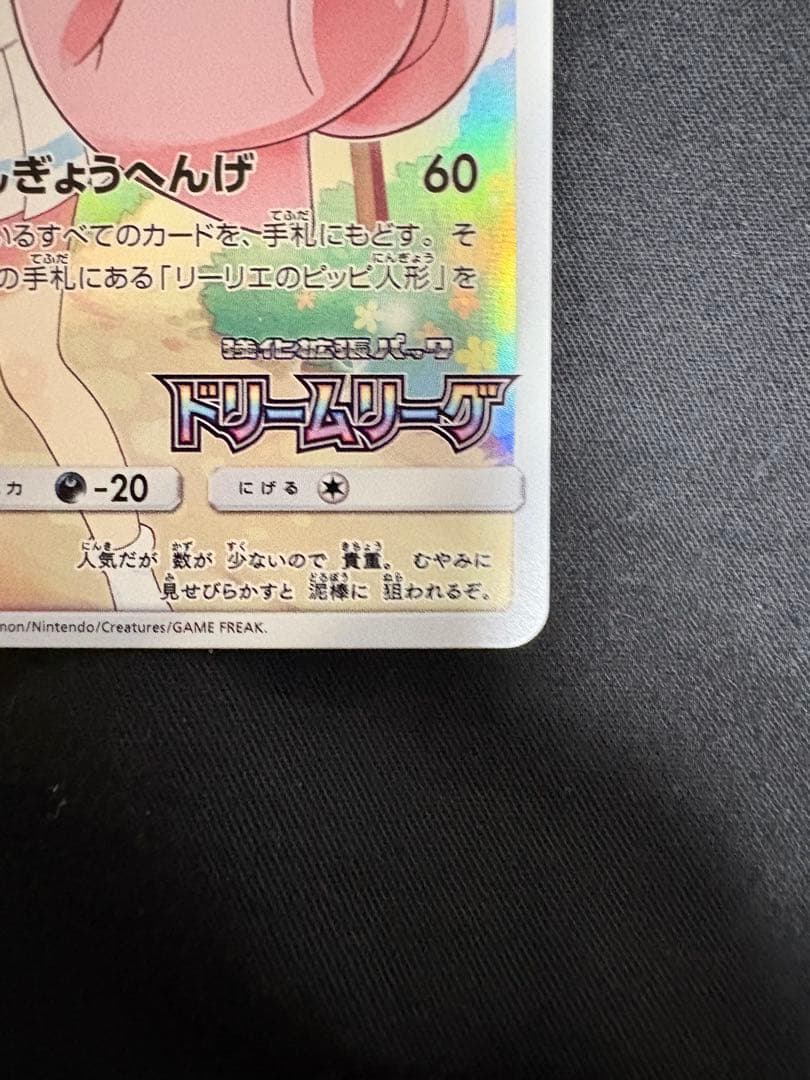 ぎょうへんげ 60
いるすべてのカードを、手札にもどす。そ
の手札にある「リーリエのピッピ人形」を
強化拡張パック
ドリームリーグ
カ -20 にげる
人気だが 数が 少ないので 貴重。 むやみに
見せびらかすと 泥棒に 狙われるぞ。
mon/Nintendo/Creatures/GAME FREAK.